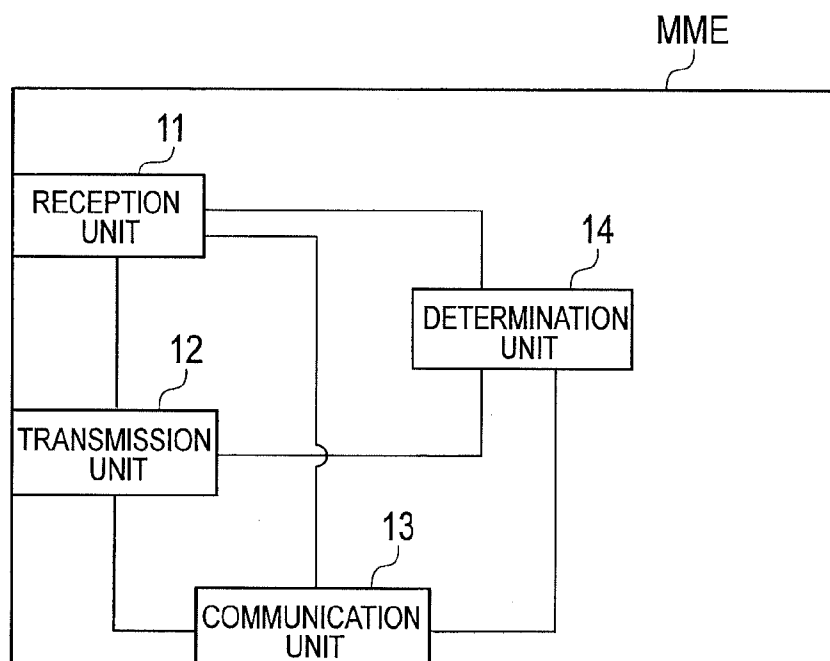 MME
11
RECEPTION
UNIT
14
DETERMINATION
UNIT
12
TRANSMISSION
UNIT
13
COMMUNICATION
UNIT